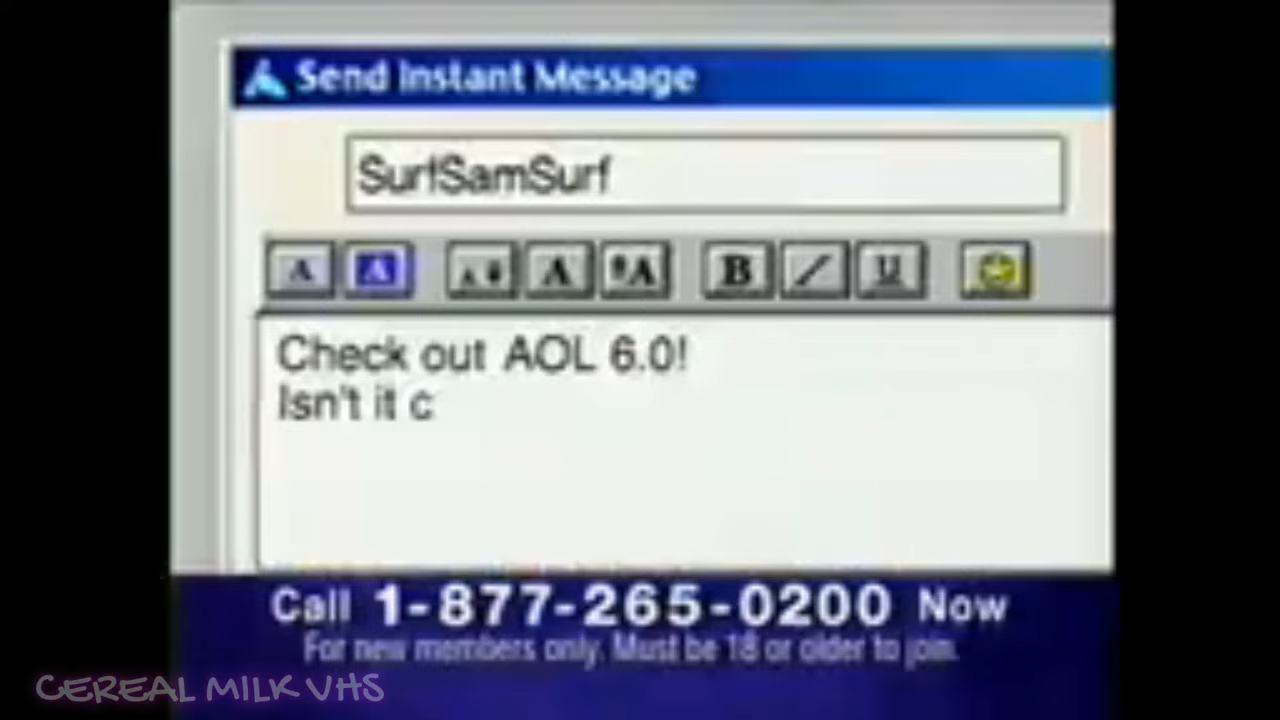 Send Instant Message
SurfSamSurf
A A A A A B / U
Check out AOL 6.0!
Isn't it c
Call 1-877-265-0200 Now
For new members only. Must be 18 or older to join.
CEREAL MILK VHS